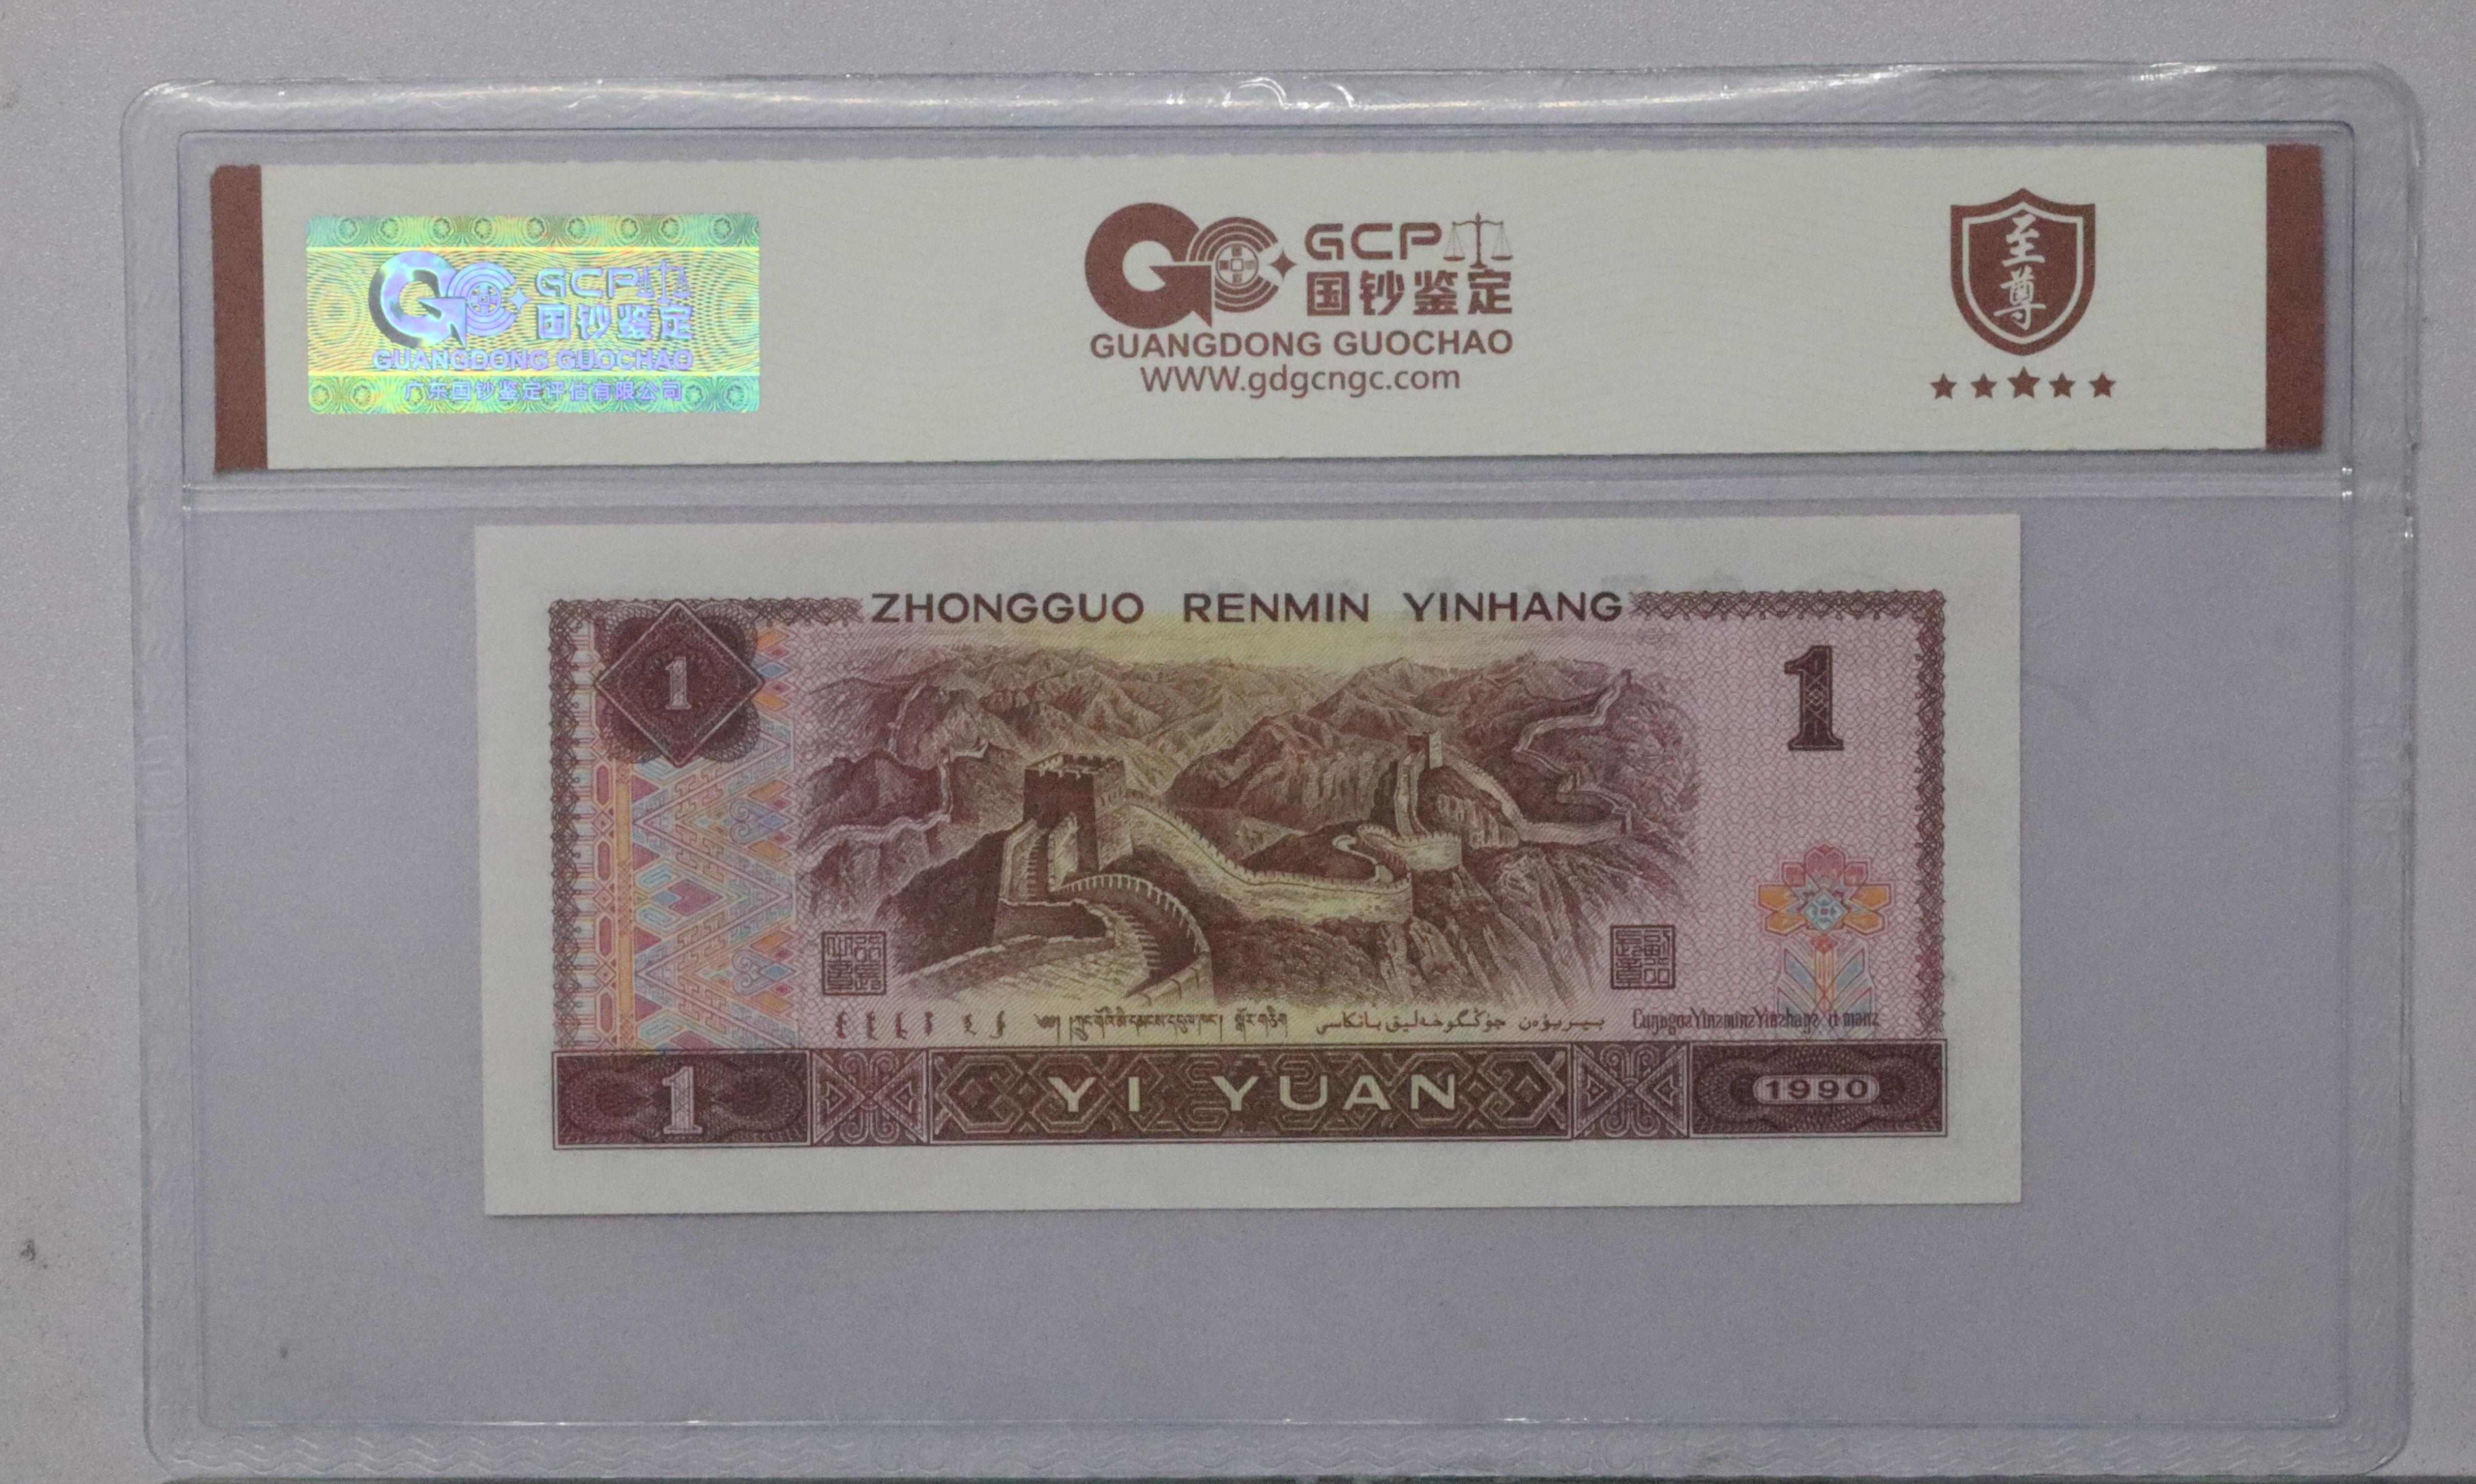 GCP
国钞鉴定
GUANGDONG GUOCHAO
广东国钞鉴定评估有限公司
GCP
国钞鉴定
GUANGDONG GUOCHAO
WWW.gdgcngc.com
至尊
ZHONGGUO RENMIN YINHANG
1
1
YI YUAN
1
1990